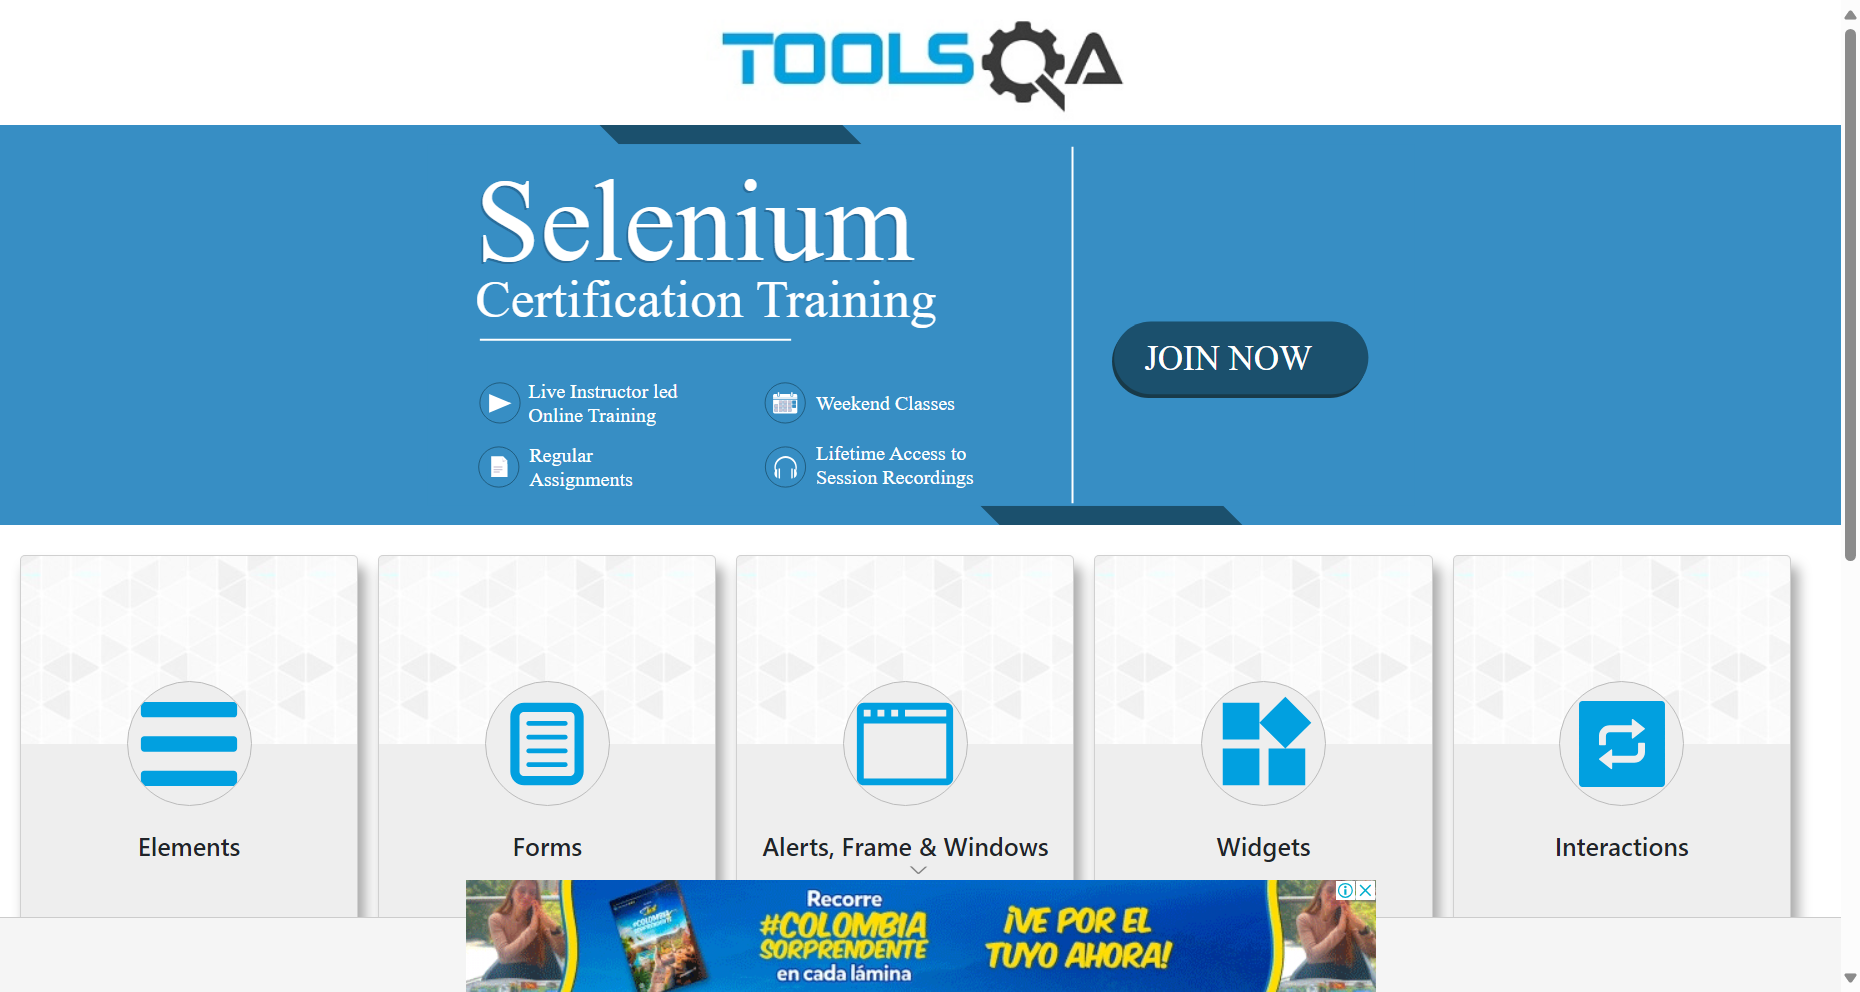 TOOLSQA
Selenium
Certification Training
Live Instructor led
Online Training
Weekend Classes
Regular
Assignments
Lifetime Access to
Session Recordings
JOIN NOW
Elements
Forms
Alerts, Frame & Windows
Widgets
Interactions
Recorre
#COLOMBIA
SORPRENDENTE
en cada lámina
¡VE POR EL
TUYO AHORA!